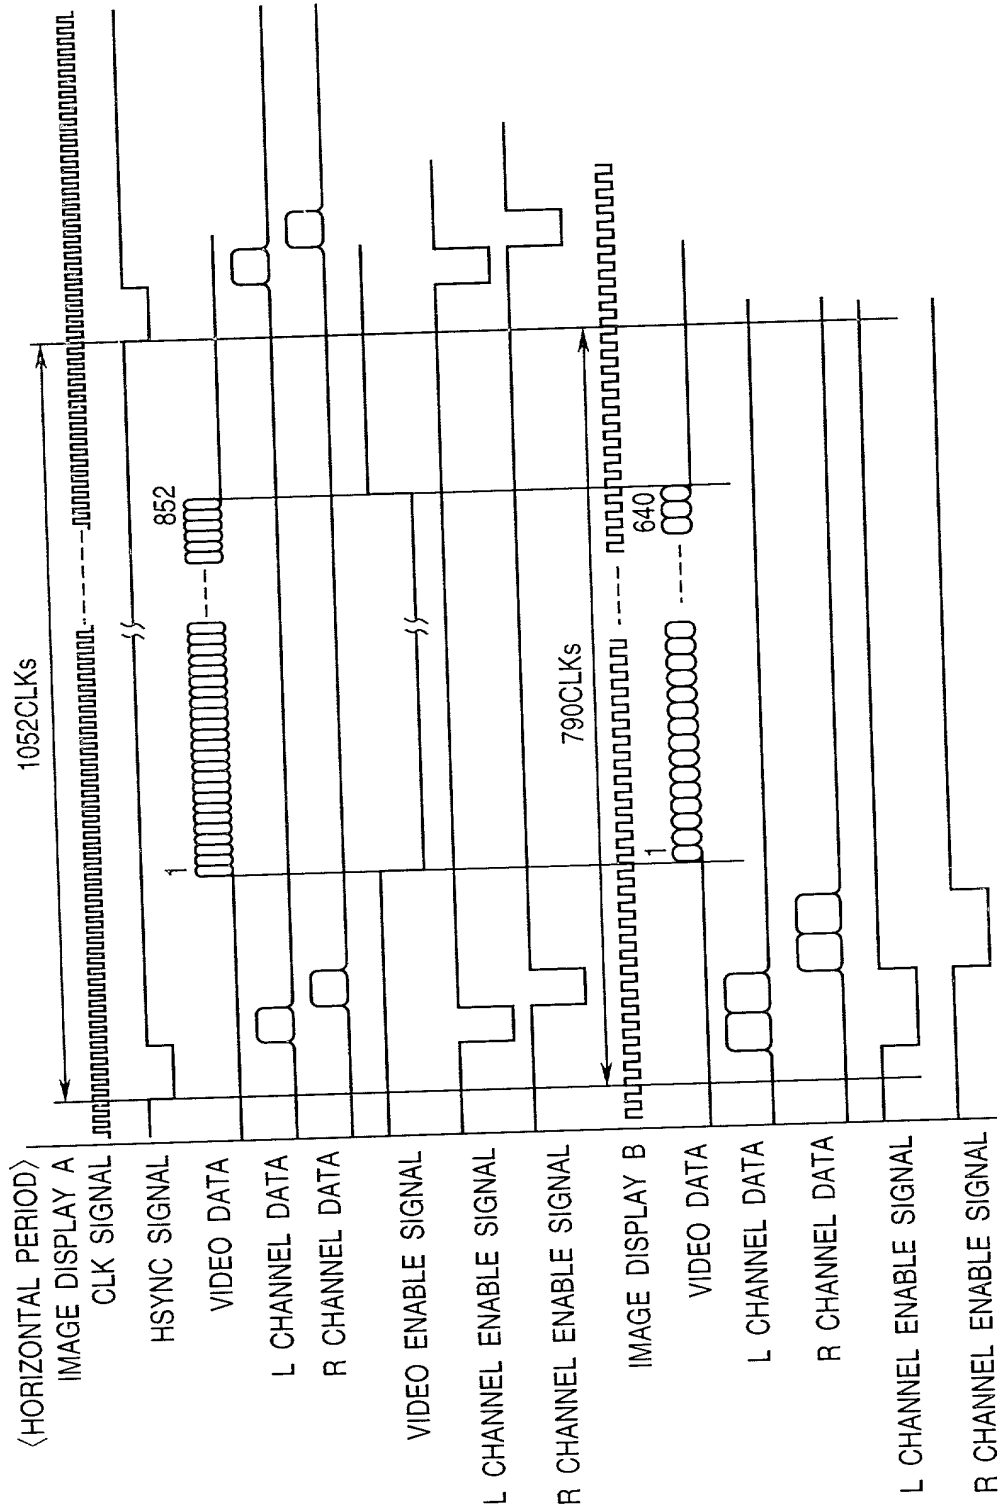 〈HORIZONTAL PERIOD〉
IMAGE DISPLAY A
CLK SIGNAL
1052CLKs
HSYNC SIGNAL
VIDEO DATA
1
852
L CHANNEL DATA
R CHANNEL DATA
VIDEO ENABLE SIGNAL
L CHANNEL ENABLE SIGNAL
R CHANNEL ENABLE SIGNAL
790CLKs
IMAGE DISPLAY B
VIDEO DATA
1
640
L CHANNEL DATA
R CHANNEL DATA
L CHANNEL ENABLE SIGNAL
R CHANNEL ENABLE SIGNAL